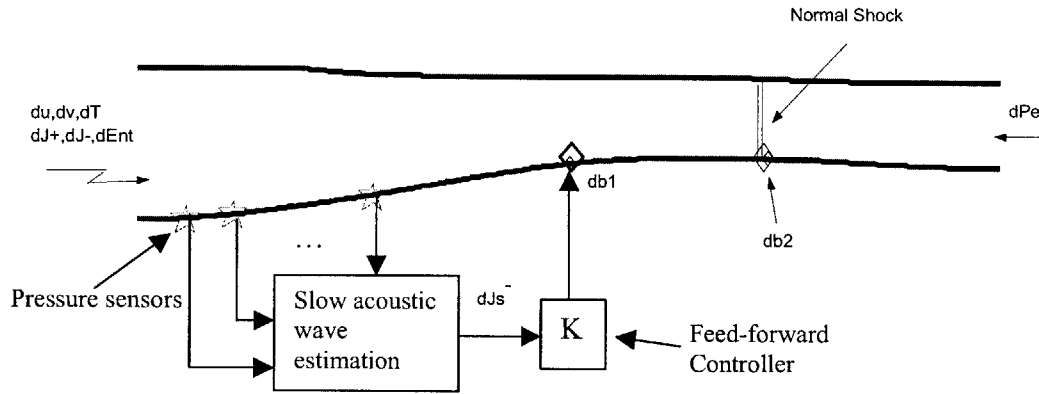 Normal Shock
du,dv,dT
dJ+,dJ-,dEnt
dPe
db1
db2
...
Pressure sensors
Slow acoustic
wave
estimation
dJs-
K
Feed-forward
Controller